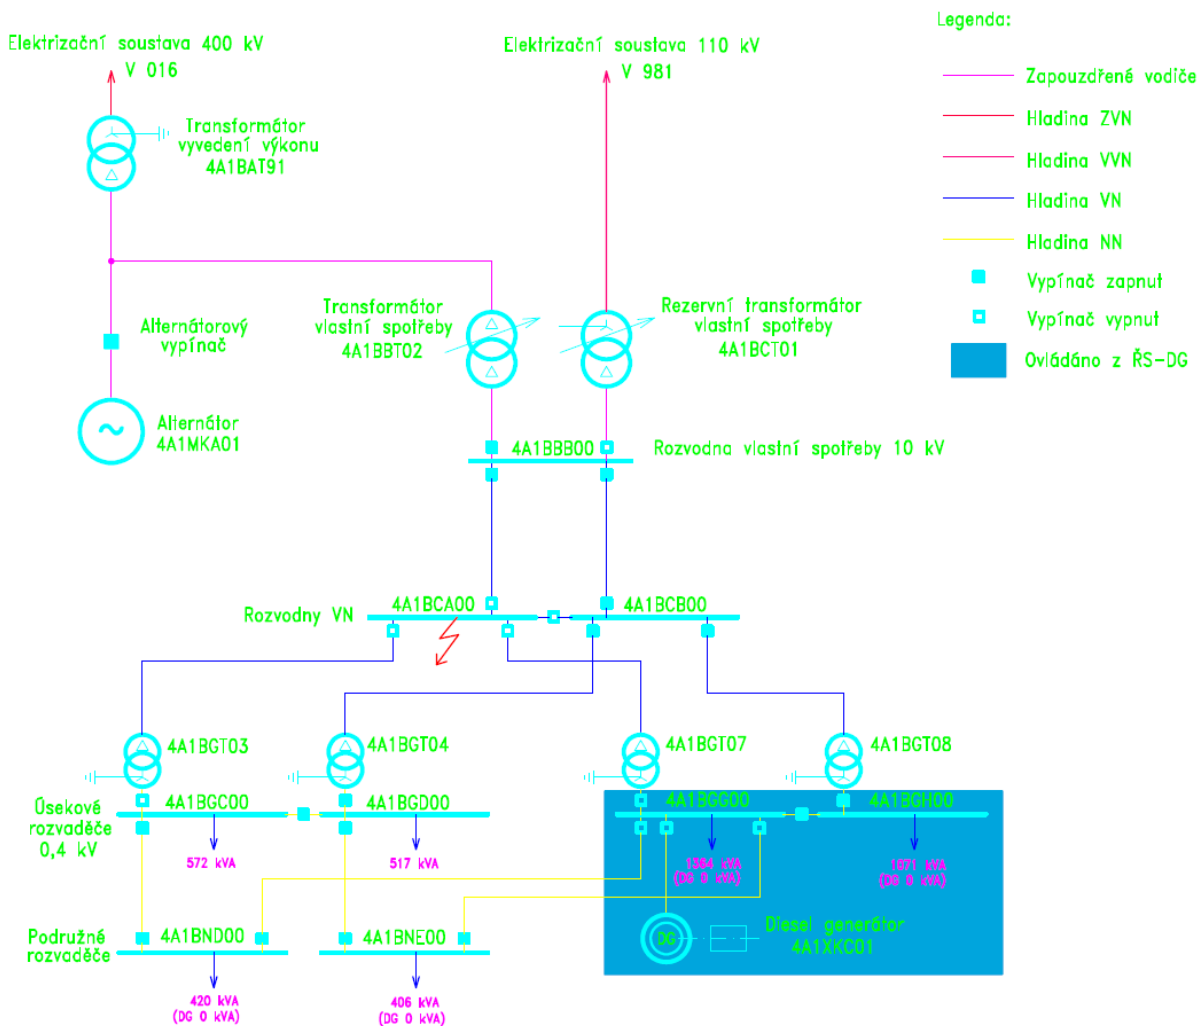 Legenda:
Elektrizační soustava 400 kV
V 016
Elektrizační soustava 110 kV
V 981
Zapouzdřené vodiče
Hladina ZVN
Hladina VVN
Hladina VN
Hladina NN
Vypínač zapnut
Vypínač vypnut
Ovládáno z ŘS-DG
Transformátor
vyvedení výkonu
4A1BAT91
Transformátor
vlastní spotřeby
4A1BBT02
Rezervní transformátor
vlastní spotřeby
4A1BCT01
Alternátorový
vypínač
Alternátor
4A1MKA01
4A1BBB00
Rozvodna vlastní spotřeby 10 kV
Rozvodny VN
4A1BCA00
4A1BCB00
4A1BGT03
4A1BGT04
4A1BGT07
4A1BGT08
Úsekové
rozvaděče
0,4 kV
4A1BGC00
4A1BGD00
4A1BGG00
4A1BGH00
572 kVA
517 kVA
1364 kVA
(DG 0 kVA)
1671 kVA
(DG 0 kVA)
Podružné
rozvaděče
4A1BND00
4A1BNE00
DG
Diesel generátor
4A1XKC01
420 kVA
(DG 0 kVA)
406 kVA
(DG 0 kVA)